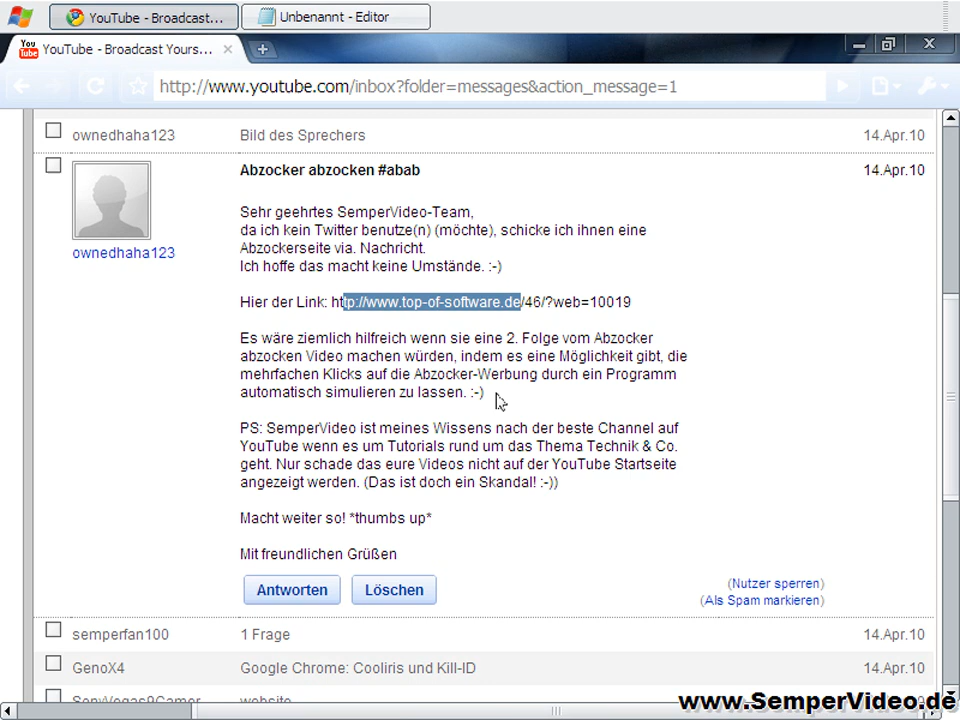 YouTube - Broadcast...
Unbenannt - Editor
You Tube
YouTube - Broadcast Yours...
http://www.youtube.com/inbox?folder=messages&action_message=1
ownedhaha123 Bild des Sprechers 14.Apr.10
Abzocker abzocken #abab 14.Apr.10
ownedhaha123
Sehr geehrtes SemperVideo-Team,
da ich kein Twitter benutze(n) (möchte), schicke ich ihnen eine
Abzockerseite via. Nachricht.
Ich hoffe das macht keine Umstände. :-)
Hier der Link: http://www.top-of-software.de/46/?web=10019
Es wäre ziemlich hilfreich wenn sie eine 2. Folge vom Abzocker
abzocken Video machen würden, indem es eine Möglichkeit gibt, die
mehrfachen Klicks auf die Abzocker-Werbung durch ein Programm
automatisch simulieren zu lassen. :-)
PS: SemperVideo ist meines Wissens nach der beste Channel auf
YouTube wenn es um Tutorials rund um das Thema Technik & Co.
geht. Nur schade das eure Videos nicht auf der YouTube Startseite
angezeigt werden. (Das ist doch ein Skandal! :-))
Macht weiter so! *thumbs up*
Mit freundlichen Grüßen
Antworten Löschen
(Nutzer sperren)
(Als Spam markieren)
semperfan100 1 Frage 14.Apr.10
GenoX4 Google Chrome: Cooliris und Kill-ID 14.Apr.10
SonyVegas9Gamer website
www.SemperVideo.de